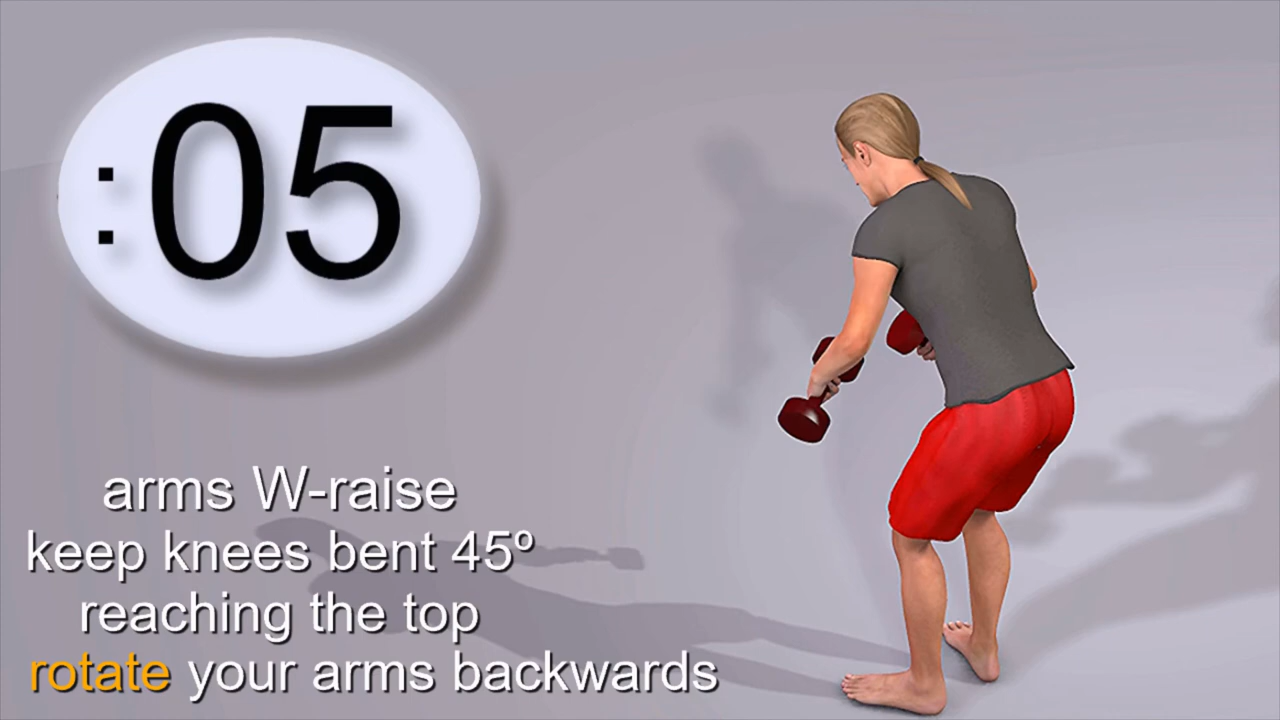 :05
arms W-raise
keep knees bent 45º
reaching the top
rotate your arms backwards